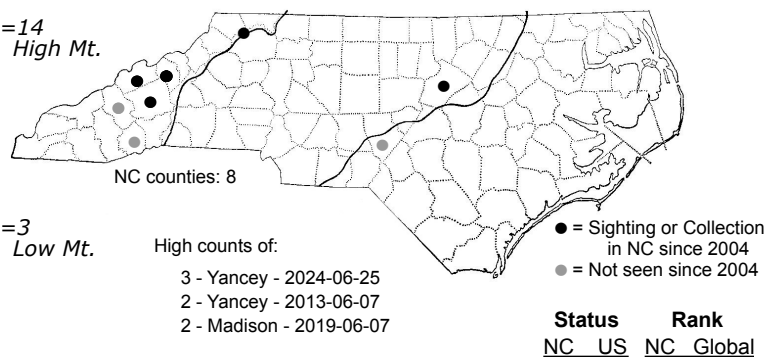 =14
High Mt.
NC counties: 8
=3
Low Mt.
High counts of:
3 - Yancey - 2024-06-25
2 - Yancey - 2013-06-07
2 - Madison - 2019-06-07
● = Sighting or Collection
in NC since 2004
● = Not seen since 2004
Status Rank
NC US NC Global